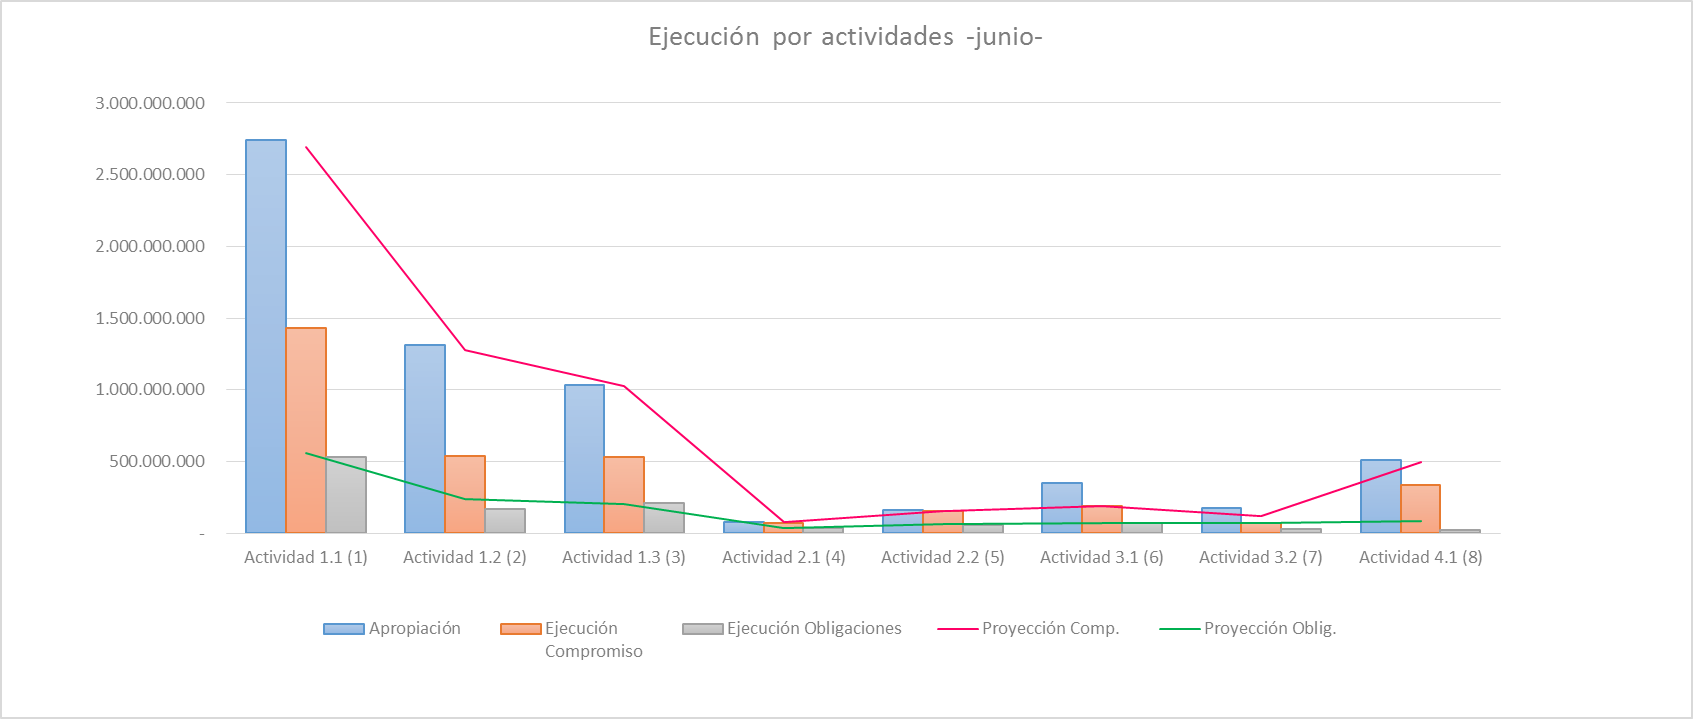 Ejecución por actividades -junio-
3.000.000.000
2.500.000.000
2.000.000.000
1.500.000.000
1.000.000.000
500.000.000
-
Actividad 1.1 (1) Actividad 1.2 (2) Actividad 1.3 (3) Actividad 2.1 (4) Actividad 2.2 (5) Actividad 3.1 (6) Actividad 3.2 (7) Actividad 4.1 (8)
Apropiación Ejecución Ejecución Obligaciones Proyección Comp. Proyección Oblig.
Compromiso